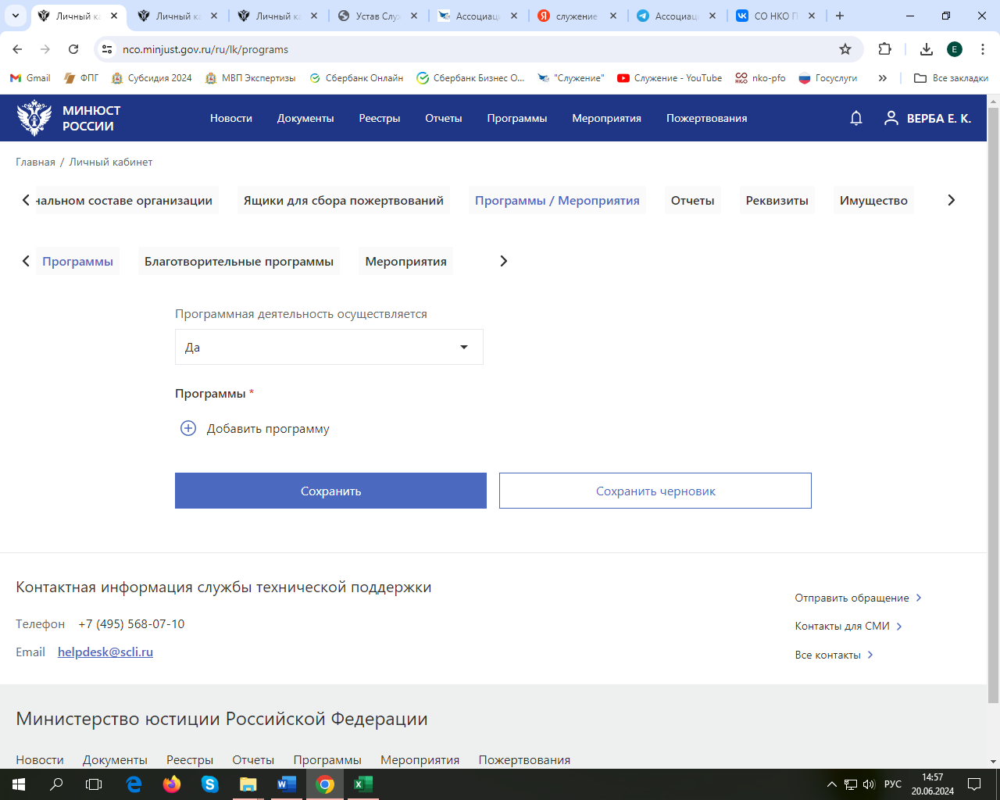 Личный ка
Личный ка
Личный ка
Устав Слу
Ассоциац
служение
Ассоциац
СО НКО П
nco.minjust.gov.ru/ru/lk/programs
E
Gmail
ФПГ
Субсидия 2024
МВП Экспертизы
Сбербанк Онлайн
Сбербанк Бизнес О...
"Служение"
Служение - YouTube
nko-pfo
Госуслуги
»
Все закладки
МИНЮСТ
РОССИИ
Новости
Документы
Реестры
Отчеты
Программы
Мероприятия
Пожертвования
ВЕРБА Е. К.
Главная / Личный кабинет
нальном составе организации
Ящики для сбора пожертвований
Программы / Мероприятия
Отчеты
Реквизиты
Имущество
Программы
Благотворительные программы
Мероприятия
Программная деятельность осуществляется
Да
Программы *
Добавить программу
Сохранить
Сохранить черновик
Контактная информация службы технической поддержки
Телефон +7 (495) 568-07-10
Email helpdesk@scli.ru
Отправить обращение
Контакты для СМИ
Все контакты
Министерство юстиции Российской Федерации
Новости
Документы
Реестры
Отчеты
Программы
Мероприятия
Пожертвования
РУС
14:57
20.06.2024